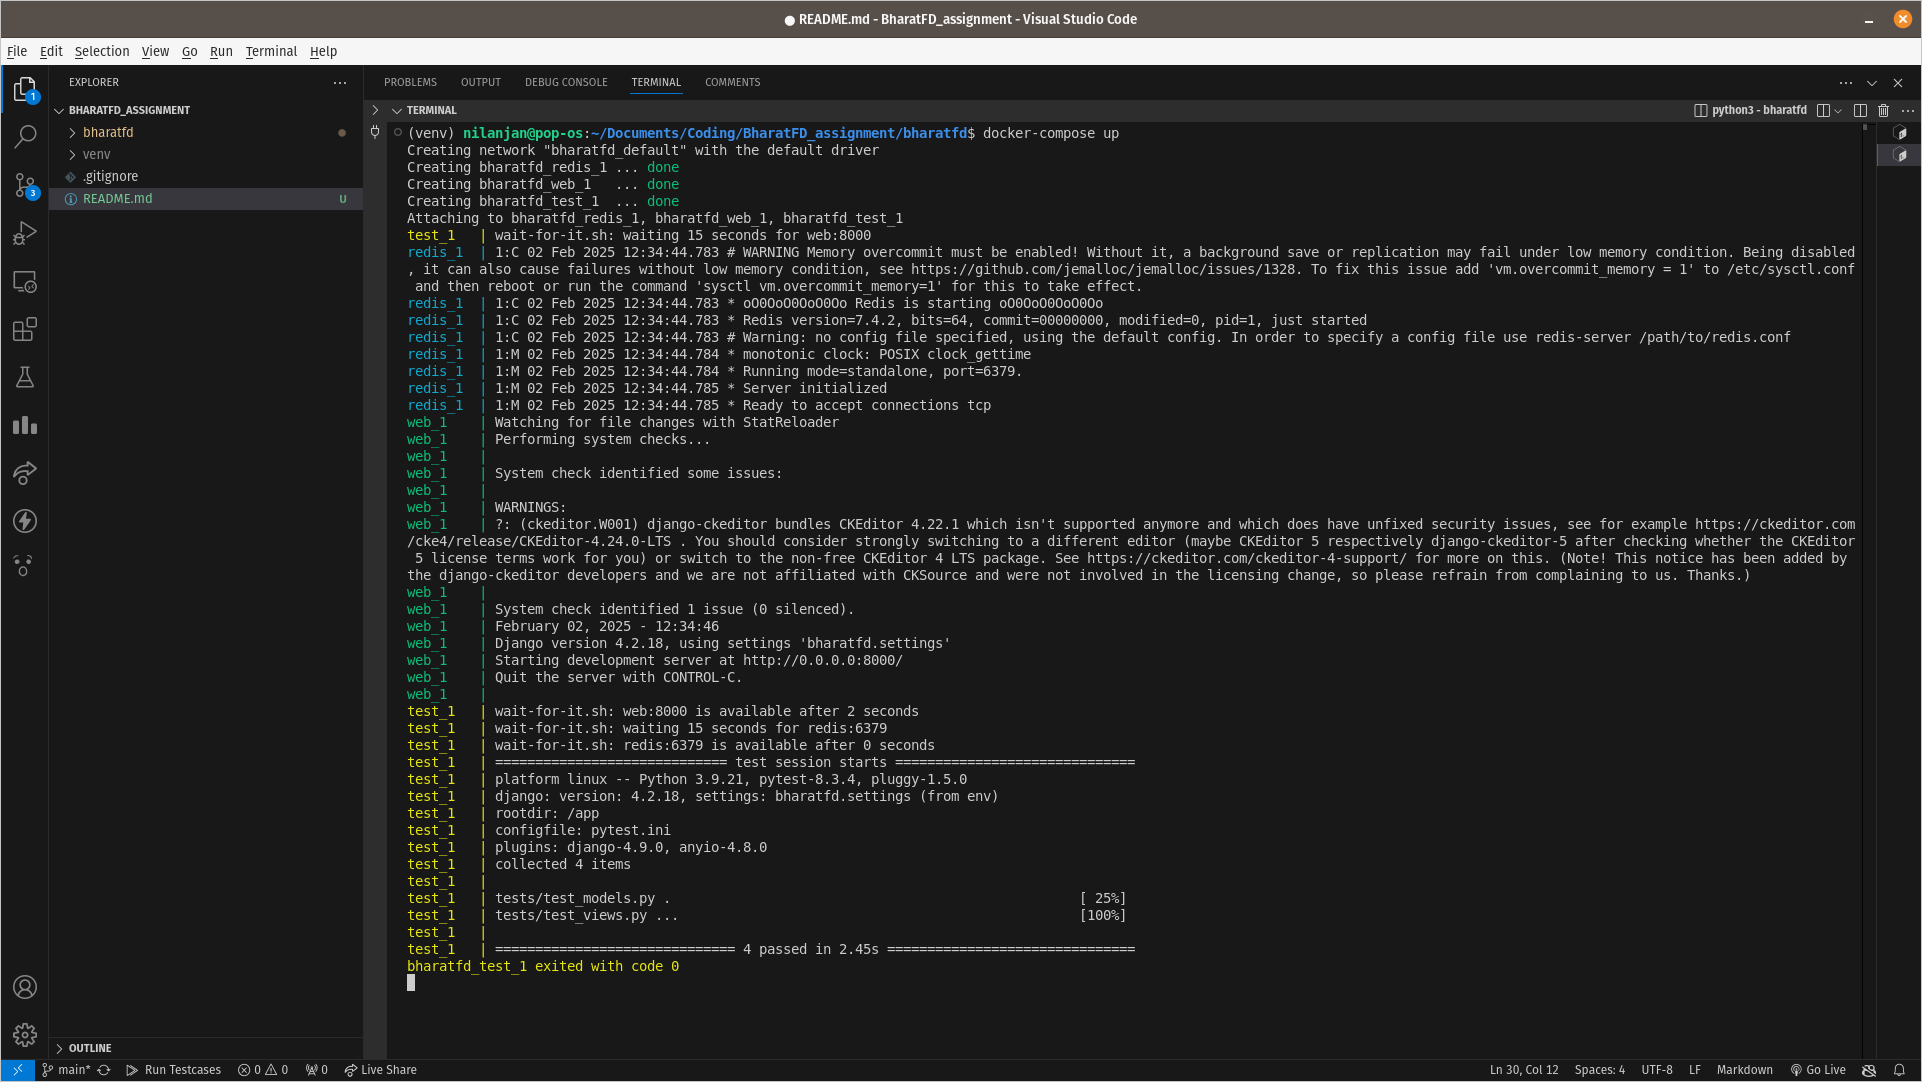 ● README.md - BharatFD_assignment - Visual Studio Code
File Edit Selection View Go Run Terminal Help
EXPLORER
PROBLEMS OUTPUT DEBUG CONSOLE TERMINAL COMMENTS
BHARATFD_ASSIGNMENT
bharatfd
venv
.gitignore
README.md U
1
3
TERMINAL
python3 - bharatfd
(venv) nilanjan@pop-os:~/Documents/Coding/BharatFD_assignment/bharatfd$ docker-compose up
Creating network "bharatfd_default" with the default driver
Creating bharatfd_redis_1 ... done
Creating bharatfd_web_1   ... done
Creating bharatfd_test_1  ... done
Attaching to bharatfd_redis_1, bharatfd_web_1, bharatfd_test_1
test_1   | wait-for-it.sh: waiting 15 seconds for web:8000
redis_1  | 1:C 02 Feb 2025 12:34:44.783 # WARNING Memory overcommit must be enabled! Without it, a background save or replication may fail under low memory condition. Being disabled
, it can also cause failures without low memory condition, see https://github.com/jemalloc/jemalloc/issues/1328. To fix this issue add 'vm.overcommit_memory = 1' to /etc/sysctl.conf
and then reboot or run the command 'sysctl vm.overcommit_memory=1' for this to take effect.
redis_1  | 1:C 02 Feb 2025 12:34:44.783 * oO0OoO0OoO0Oo Redis is starting oO0OoO0OoO0Oo
redis_1  | 1:C 02 Feb 2025 12:34:44.783 * Redis version=7.4.2, bits=64, commit=00000000, modified=0, pid=1, just started
redis_1  | 1:C 02 Feb 2025 12:34:44.783 # Warning: no config file specified, using the default config. In order to specify a config file use redis-server /path/to/redis.conf
redis_1  | 1:M 02 Feb 2025 12:34:44.784 * monotonic clock: POSIX clock_gettime
redis_1  | 1:M 02 Feb 2025 12:34:44.784 * Running mode=standalone, port=6379.
redis_1  | 1:M 02 Feb 2025 12:34:44.785 * Server initialized
redis_1  | 1:M 02 Feb 2025 12:34:44.785 * Ready to accept connections tcp
web_1    | Watching for file changes with StatReloader
web_1    | Performing system checks...
web_1    |
web_1    | System check identified some issues:
web_1    |
web_1    | WARNINGS:
web_1    | ?: (ckeditor.W001) django-ckeditor bundles CKEditor 4.22.1 which isn't supported anymore and which does have unfixed security issues, see for example https://ckeditor.com
/cke4/release/CKEditor-4.24.0-LTS . You should consider strongly switching to a different editor (maybe CKEditor 5 respectively django-ckeditor-5 after checking whether the CKEditor
5 license terms work for you) or switch to the non-free CKEditor 4 LTS package. See https://ckeditor.com/ckeditor-4-support/ for more on this. (Note! This notice has been added by
the django-ckeditor developers and we are not affiliated with CKSource and were not involved in the licensing change, so please refrain from complaining to us. Thanks.)
web_1    |
web_1    | System check identified 1 issue (0 silenced).
web_1    | February 02, 2025 - 12:34:46
web_1    | Django version 4.2.18, using settings 'bharatfd.settings'
web_1    | Starting development server at http://0.0.0.0:8000/
web_1    | Quit the server with CONTROL-C.
web_1    |
test_1   | wait-for-it.sh: web:8000 is available after 2 seconds
test_1   | wait-for-it.sh: waiting 15 seconds for redis:6379
test_1   | wait-for-it.sh: redis:6379 is available after 0 seconds
test_1   | ============================= test session starts ==============================
test_1   | platform linux -- Python 3.9.21, pytest-8.3.4, pluggy-1.5.0
test_1   | django: version: 4.2.18, settings: bharatfd.settings (from env)
test_1   | rootdir: /app
test_1   | configfile: pytest.ini
test_1   | plugins: django-4.9.0, anyio-4.8.0
test_1   | collected 4 items
test_1   |
test_1   | tests/test_models.py .                                                   [ 25%]
test_1   | tests/test_views.py ...                                                  [100%]
test_1   |
test_1   | ============================== 4 passed in 2.45s ===============================
bharatfd_test_1 exited with code 0
OUTLINE
main* Run Testcases 0 0 0 Live Share
Ln 30, Col 12 Spaces: 4 UTF-8 LF Markdown Go Live